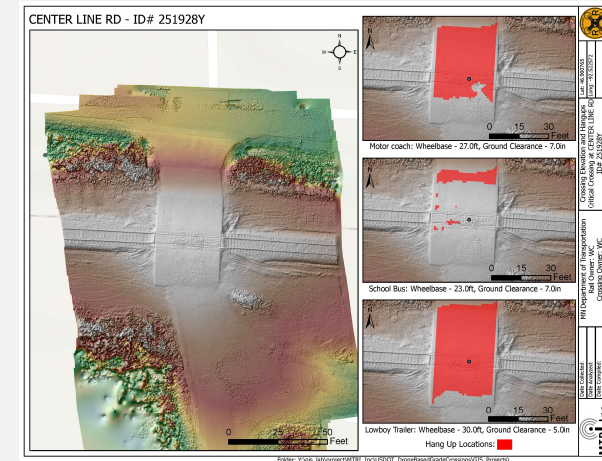 CENTER LINE RD - ID# 251928Y
N
W
E
S
0 25 50
Feet
N
0 15 30
Feet
Motor coach: Wheelbase - 27.0ft, Ground Clearance - 7.0in
N
0 15 30
Feet
School Bus: Wheelbase - 23.0ft, Ground Clearance - 7.0in
N
0 15 30
Feet
Lowboy Trailer: Wheelbase - 30.0ft, Ground Clearance - 5.0in
Hang Up Locations:
Crossing Elevation and Hangups
Critical Crossing at CENTER LINE RD
ID# 251928Y
MN Department of Transportation
Rail Owner: WC
Crossing Owner: WC
Date Collected:
Date Analyzed:
Date Compiled: